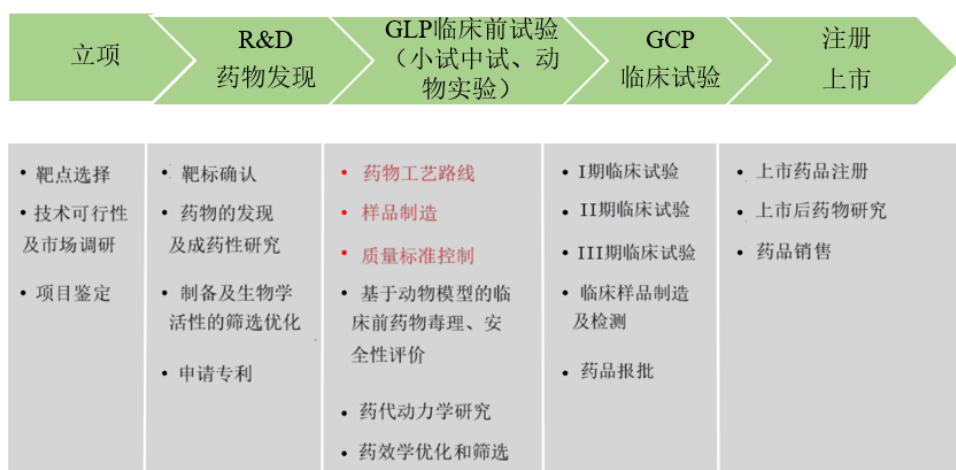 立项
R&D
药物发现
GLP临床前试验
（小试中试、动
物实验）
GCP
临床试验
注册
上市
• 靶点选择
• 技术可行性
及市场调研
• 项目鉴定
• 靶标确认
• 药物的发现
及成药性研究
• 制备及生物学
活性的筛选优化
• 申请专利
• 药物工艺路线
• 样品制造
• 质量标准控制
• 基于动物模型的临
床前药物毒理、安
全性评价
• 药代动力学研究
• 药效学优化和筛选
• I期临床试验
• II期临床试验
• III期临床试验
• 临床样品制造
及检测
• 药品报批
• 上市药品注册
• 上市后药物研究
• 药品销售